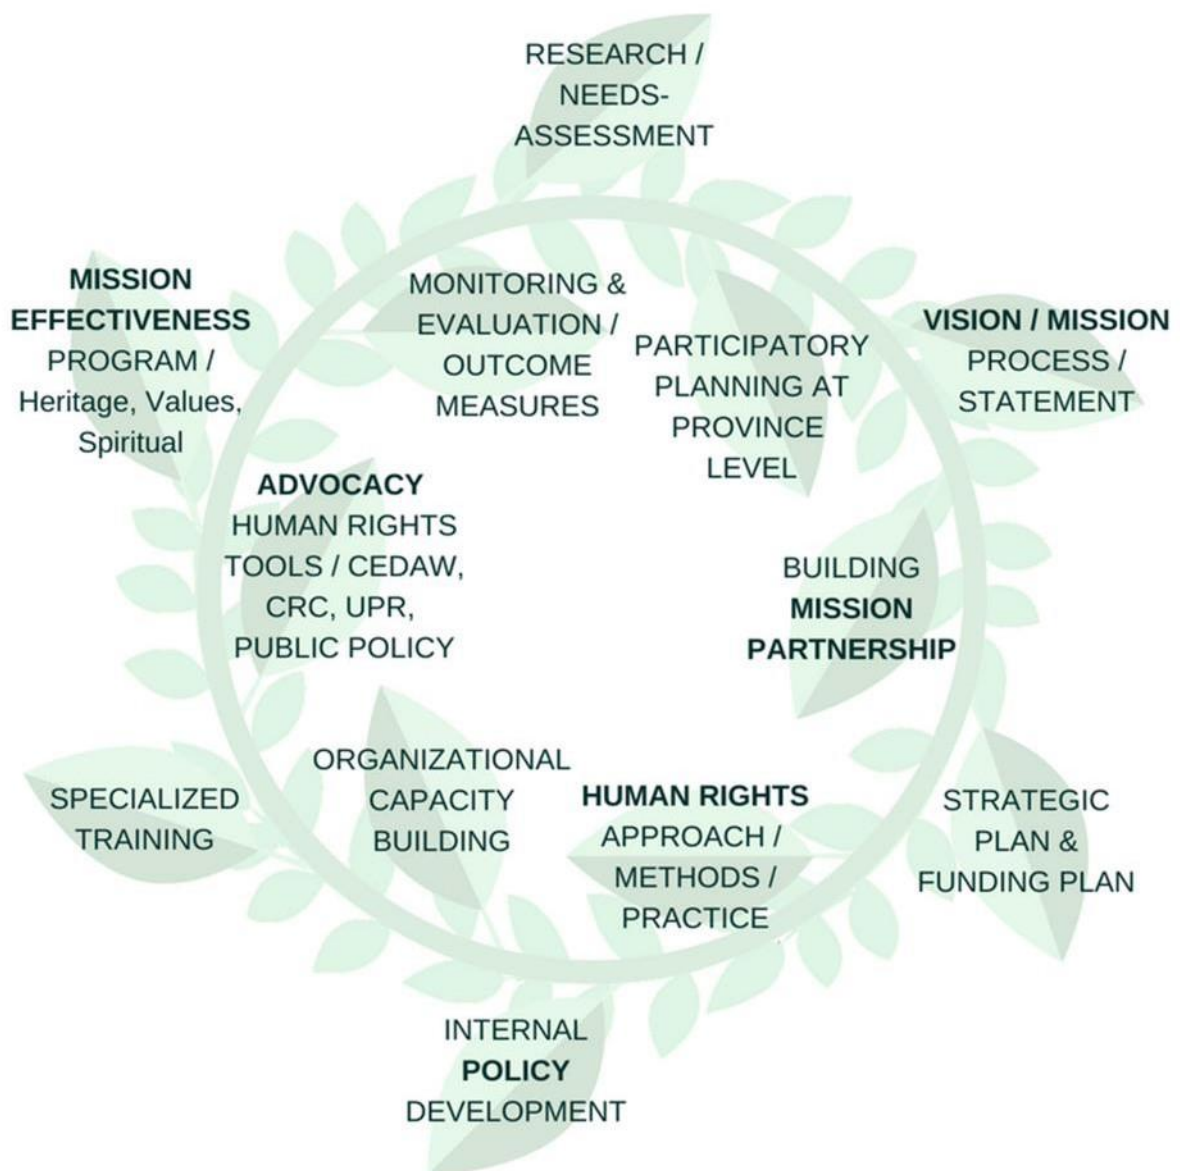 RESEARCH /
NEEDS-
ASSESSMENT
MISSION
EFFECTIVENESS
PROGRAM /
Heritage, Values,
Spiritual
MONITORING &
EVALUATION /
OUTCOME
MEASURES
PARTICIPATORY
PLANNING AT
PROVINCE
LEVEL
VISION / MISSION
PROCESS /
STATEMENT
ADVOCACY
HUMAN RIGHTS
TOOLS / CEDAW,
CRC, UPR,
PUBLIC POLICY
BUILDING
MISSION
PARTNERSHIP
SPECIALIZED
TRAINING
ORGANIZATIONAL
CAPACITY
BUILDING
HUMAN RIGHTS
APPROACH /
METHODS /
PRACTICE
STRATEGIC
PLAN &
FUNDING PLAN
INTERNAL
POLICY
DEVELOPMENT